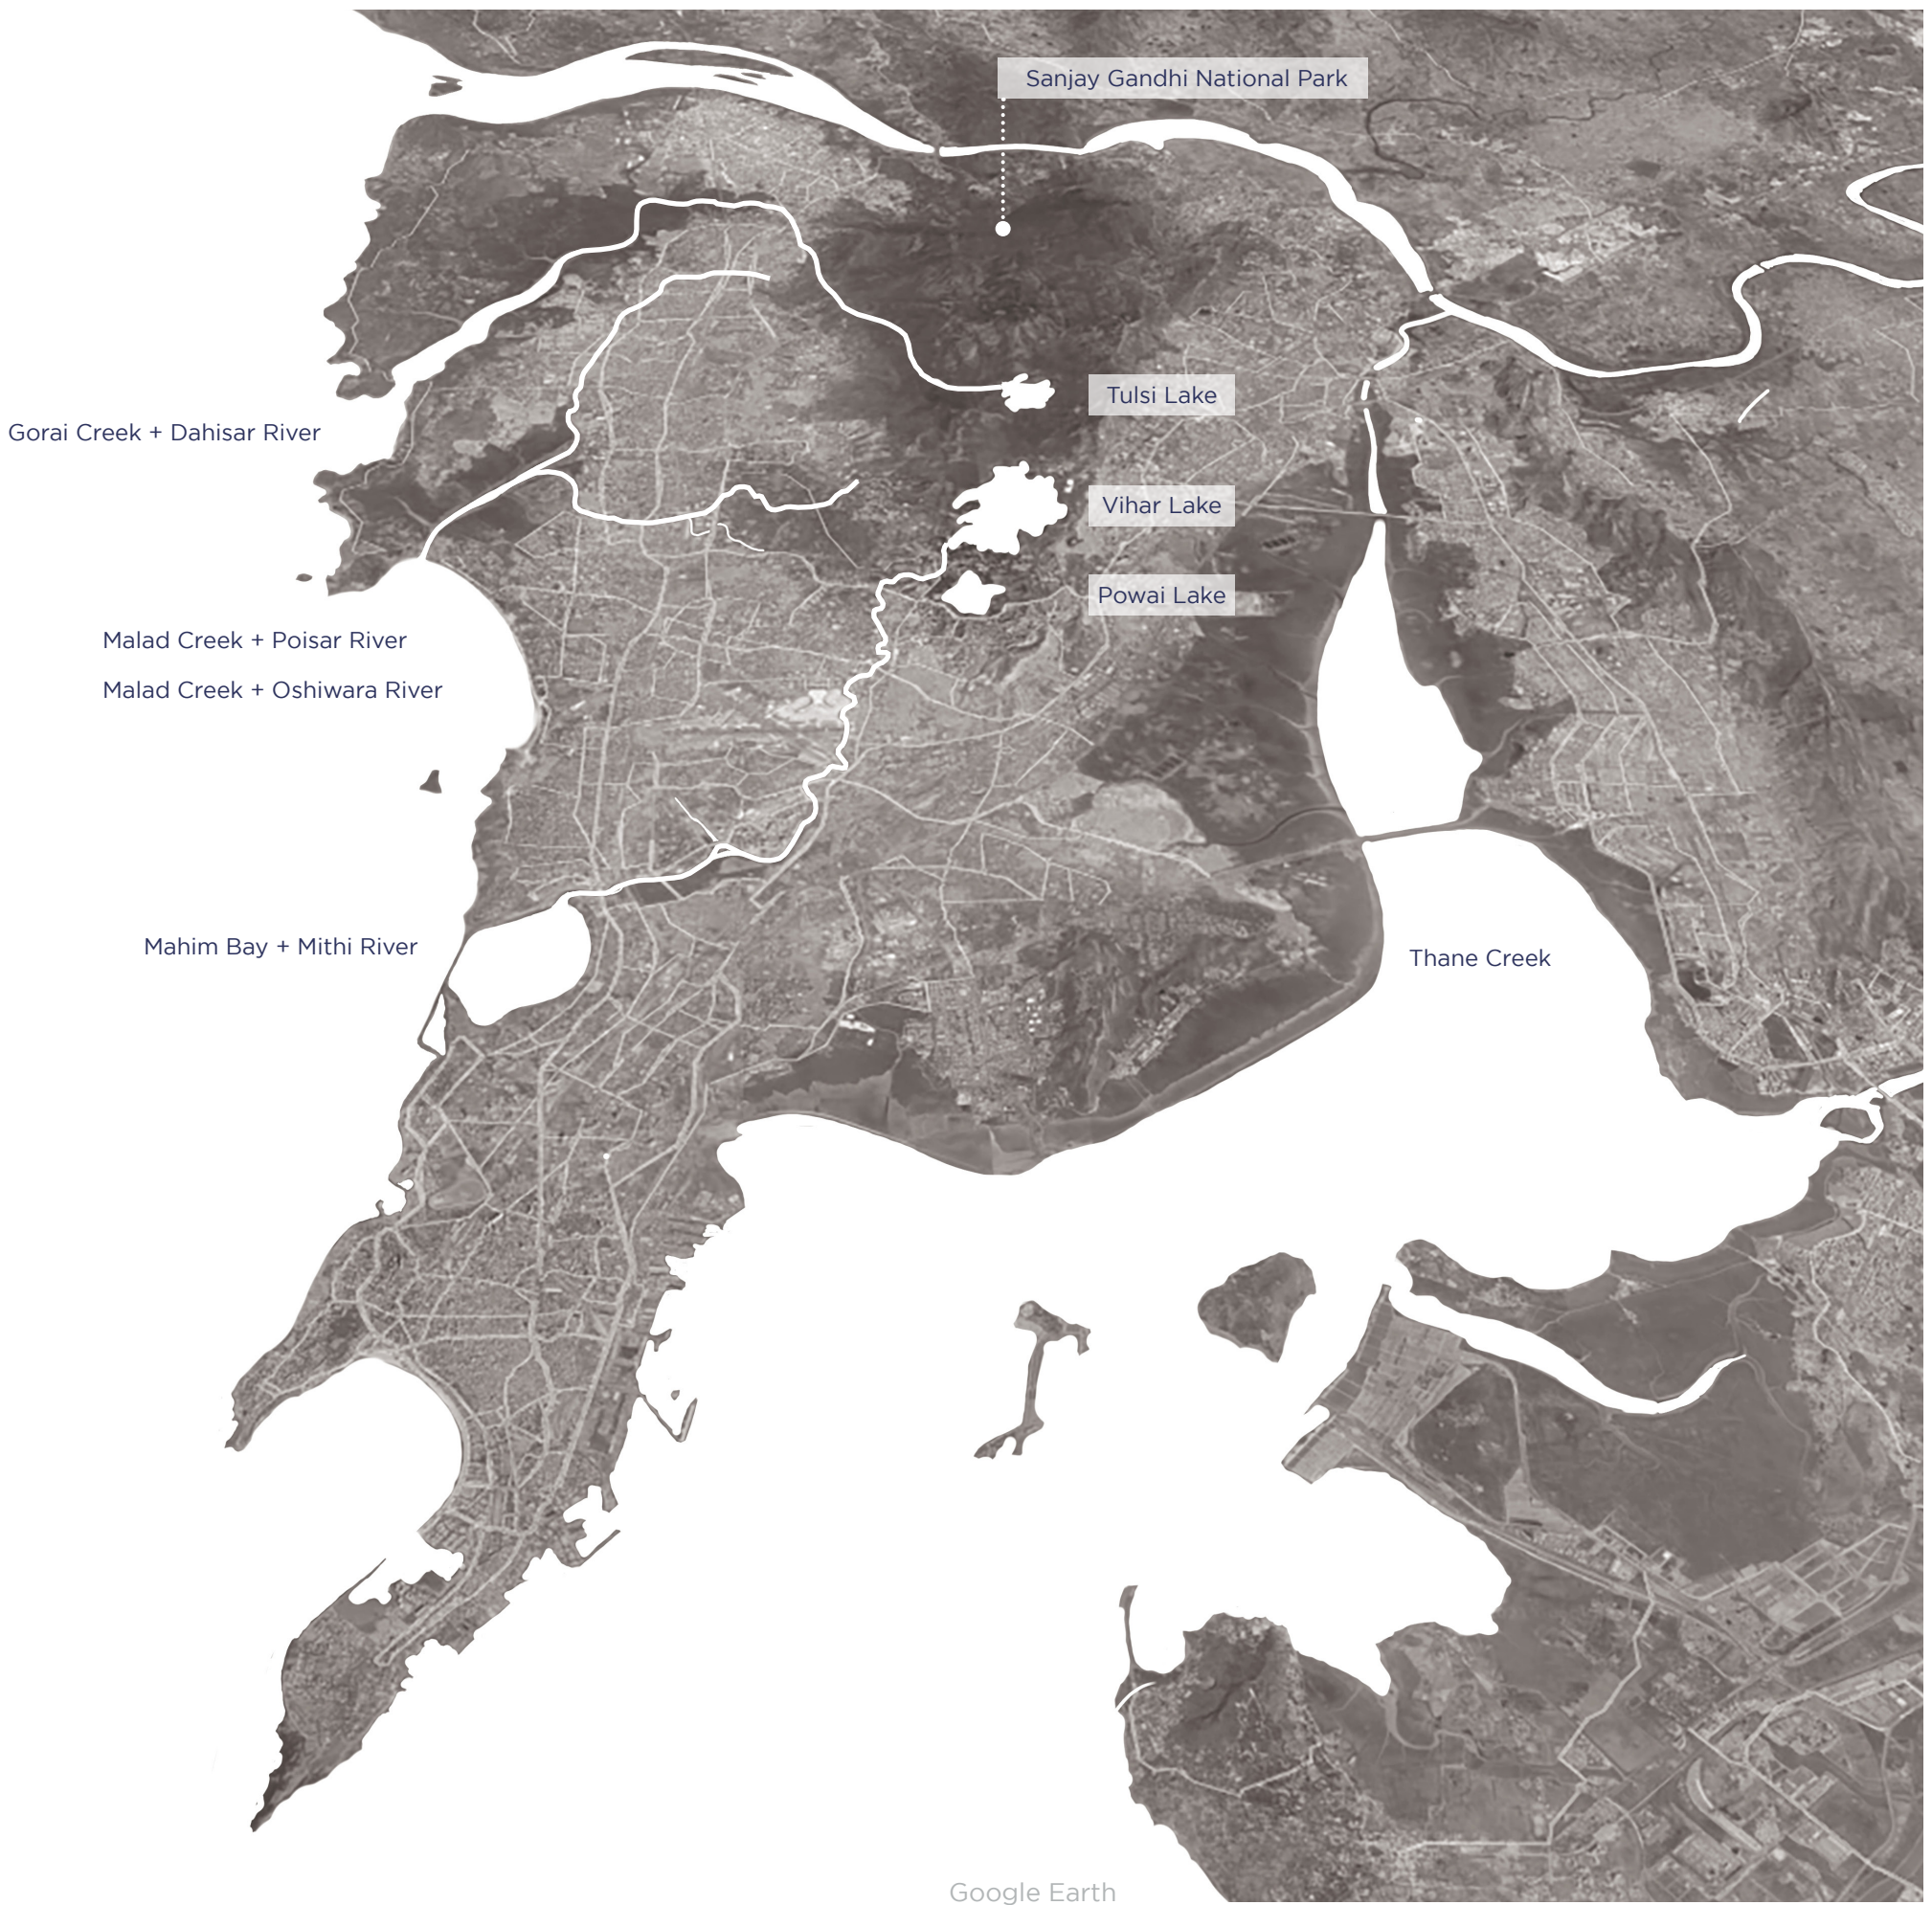 Sanjay Gandhi National Park
Tulsi Lake
Gorai Creek + Dahisar River
Vihar Lake
Powai Lake
Malad Creek + Poisar River
Malad Creek + Oshiwara River
Mahim Bay + Mithi River
Thane Creek
Google Earth